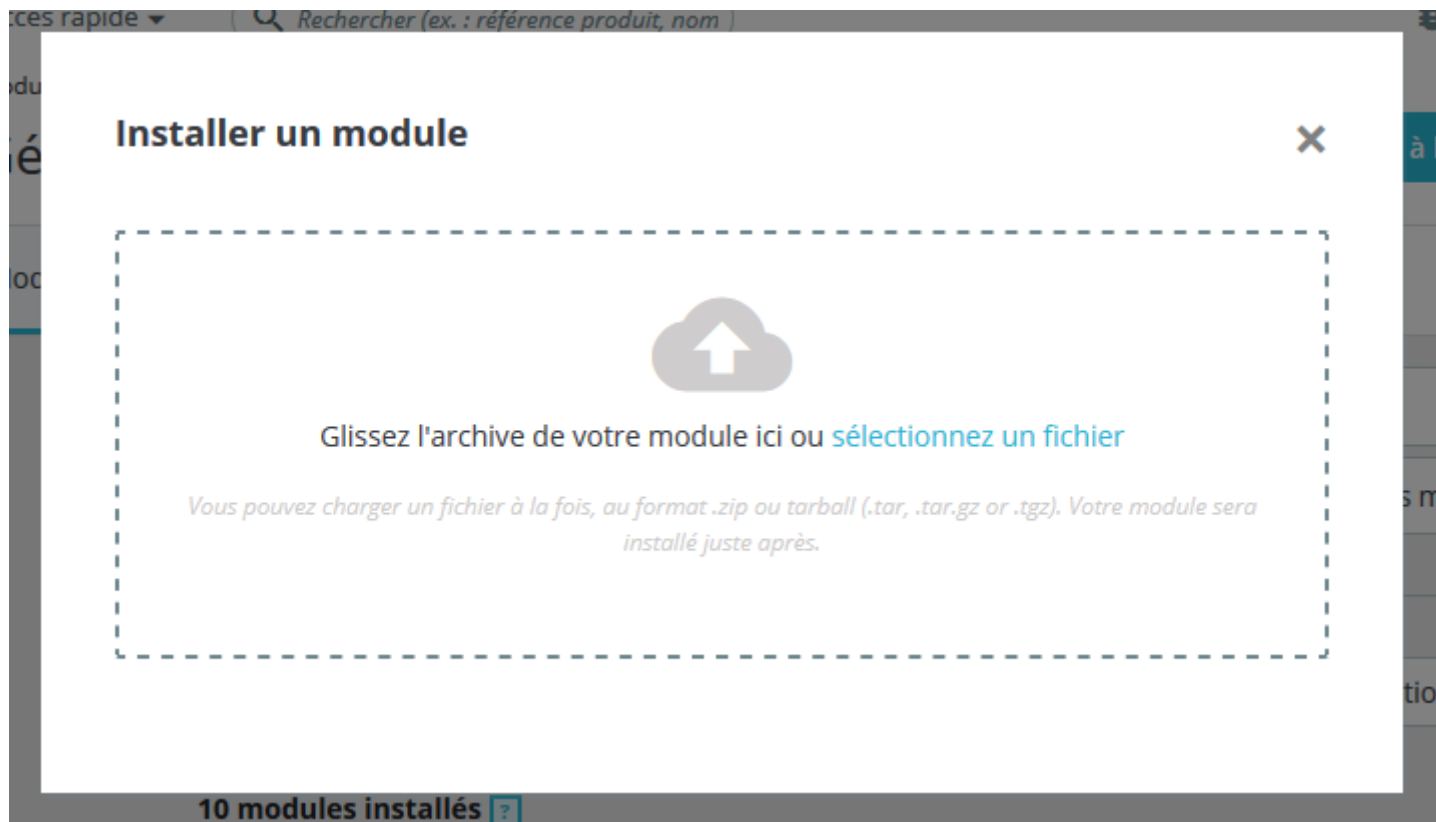 rapide
Rechercher (ex. : référence produit, nom
Installer un module
à
Glissez l'archive de votre module ici ou sélectionnez un fichier
Vous pouvez charger un fichier à la fois, au format .zip ou tarball (.tar, .tar.gz or .tgz). Votre module sera
installé juste après.
10 modules installés ?